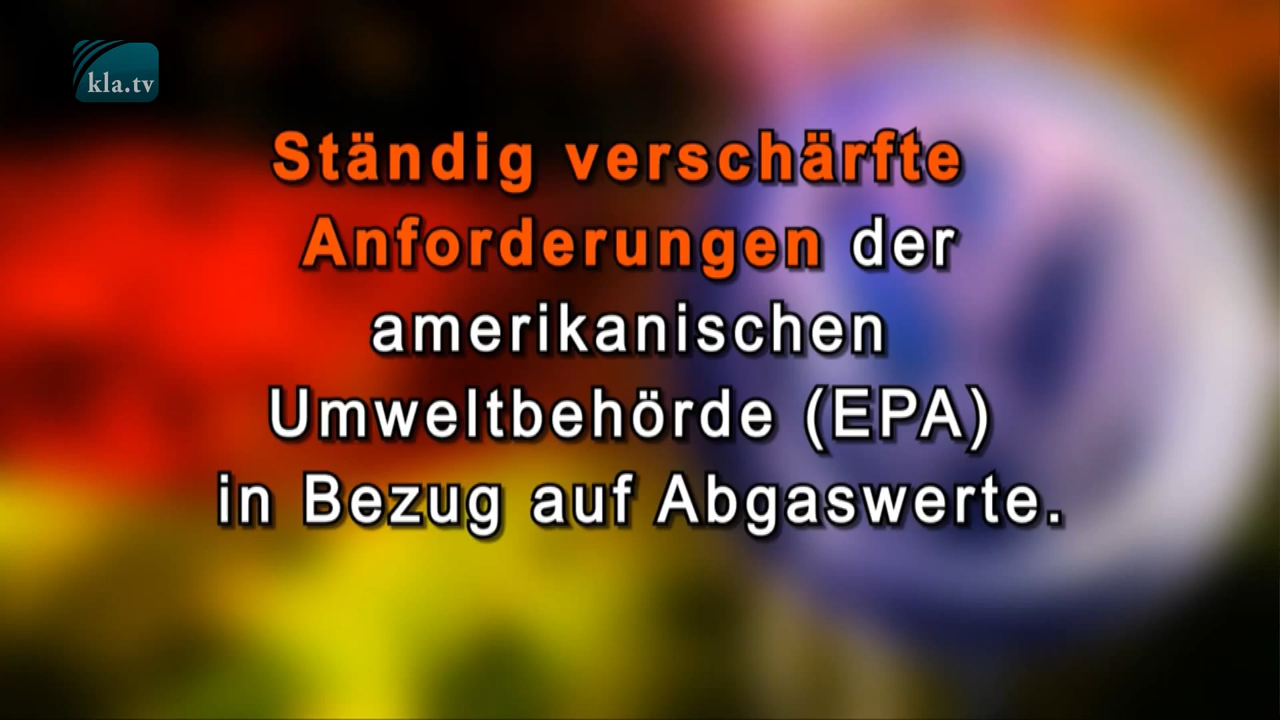 kla.tv
Ständig verschärfte
Anforderungen der
amerikanischen
Umweltbehörde (EPA)
in Bezug auf Abgaswerte.